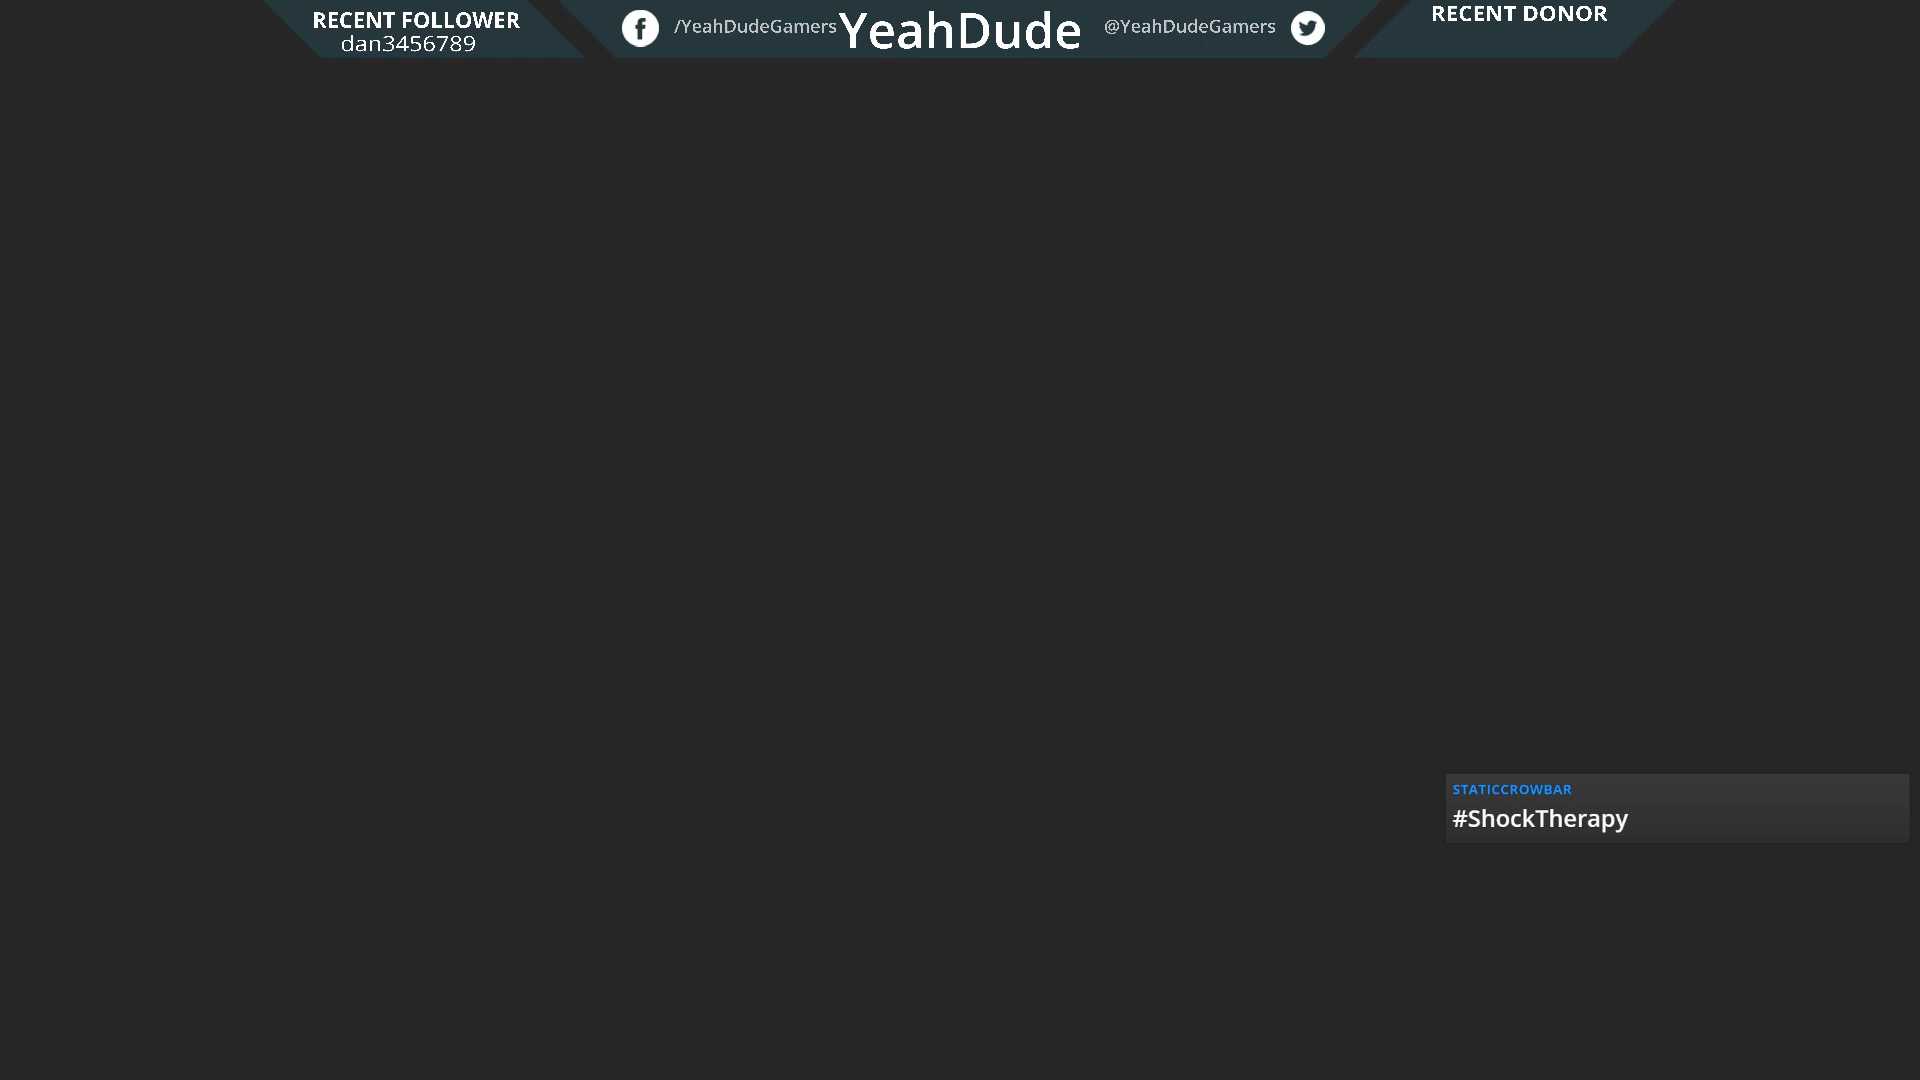 RECENT FOLLOWER
dan3456789
/YeahDudeGamers
YeahDude
@YeahDudeGamers
RECENT DONOR
STATICCROWBAR
#ShockTherapy